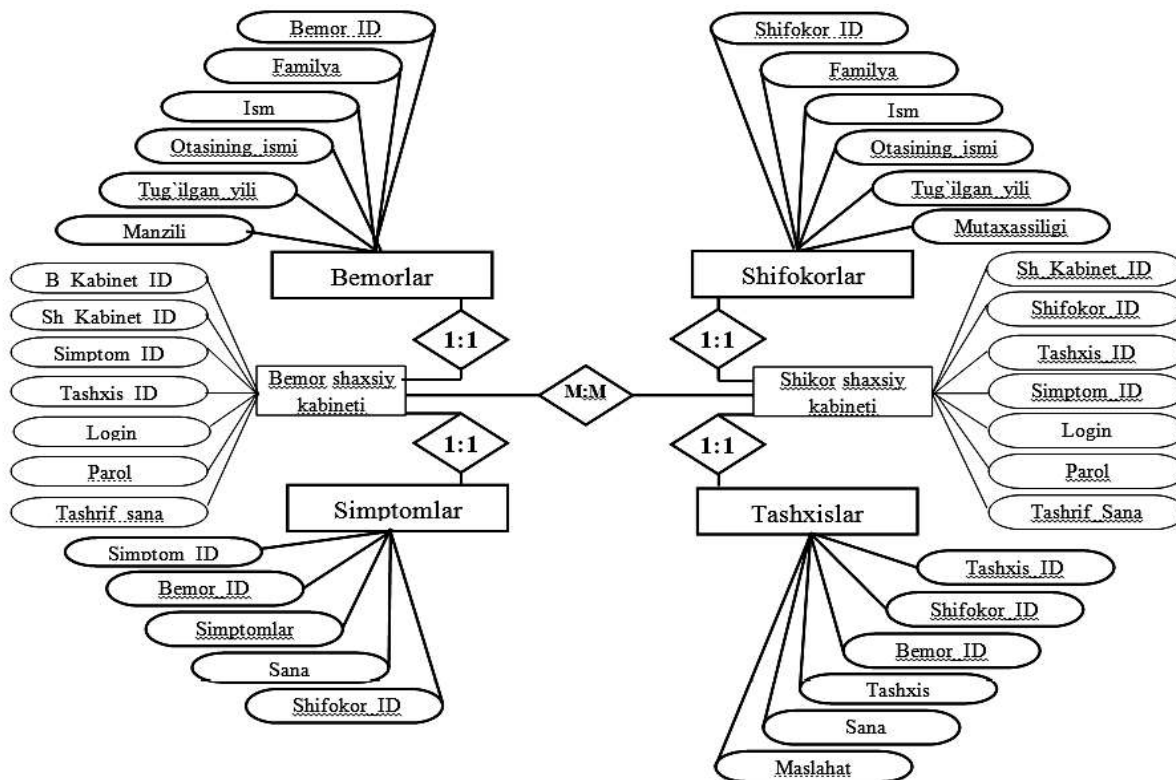 Bemor_ID
Familya
Ism
Otasining_ismi
Tug`ilgan_yili
Manzili
Bemorlar
Shifokor_ID
Familya
Ism
Otasining_ismi
Tug`ilgan_yili
Mutaxassiligi
Shifokorlar
B_Kabinet_ID
Sh_Kabinet_ID
Simptom_ID
Tashxis_ID
Login
Parol
Tashrif_sana
1:1
1:1
Bemor shaxsiy
kabineti
M:M
Shikor shaxsiy
kabineti
1:1
1:1
Sh_Kabinet_ID
Shifokor_ID
Tashxis_ID
Simptom_ID
Login
Parol
Tashrif_Sana
Simptomlar
Simptom_ID
Bemor_ID
Simptomlar
Sana
Shifokor_ID
Tashxislar
Tashxis_ID
Shifokor_ID
Bemor_ID
Tashxis
Sana
Maslahat